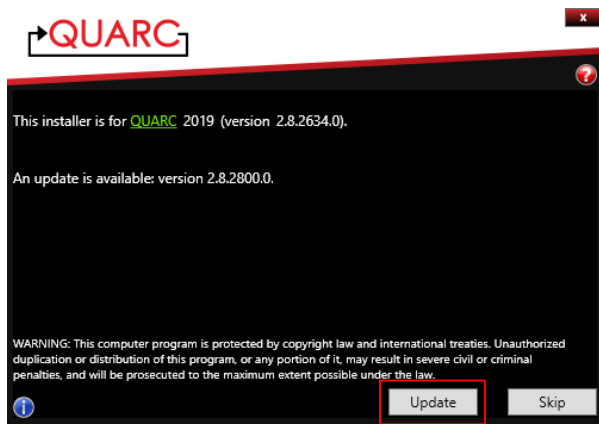 QUARC
x
?
This installer is for QUARC 2019 (version 2.8.2634.0).
An update is available: version 2.8.2800.0.
WARNING: This computer program is protected by copyright law and international treaties. Unauthorized
duplication or distribution of this program, or any portion of it, may result in severe civil or criminal
penalties, and will be prosecuted to the maximum extent possible under the law.
i
Update
Skip